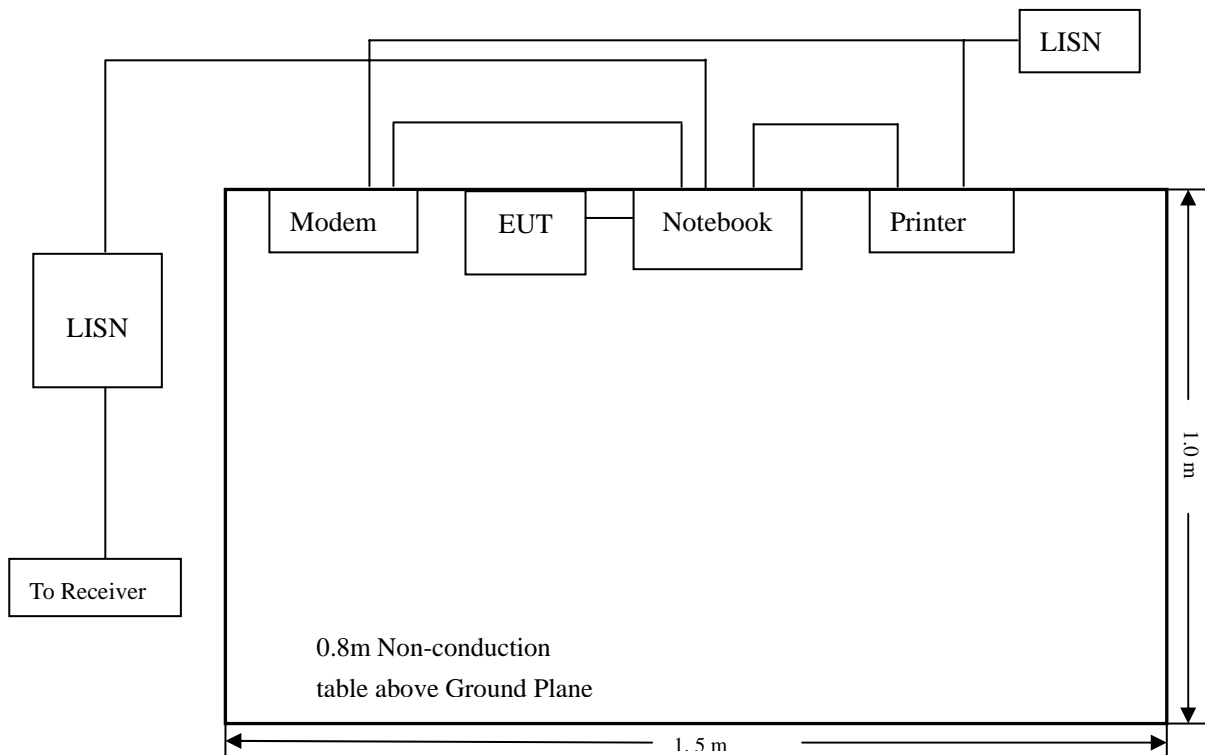 LISN
Modem
EUT
Notebook
Printer
LISN
1.0 m
To Receiver
0.8m Non-conduction
table above Ground Plane
1. 5 m